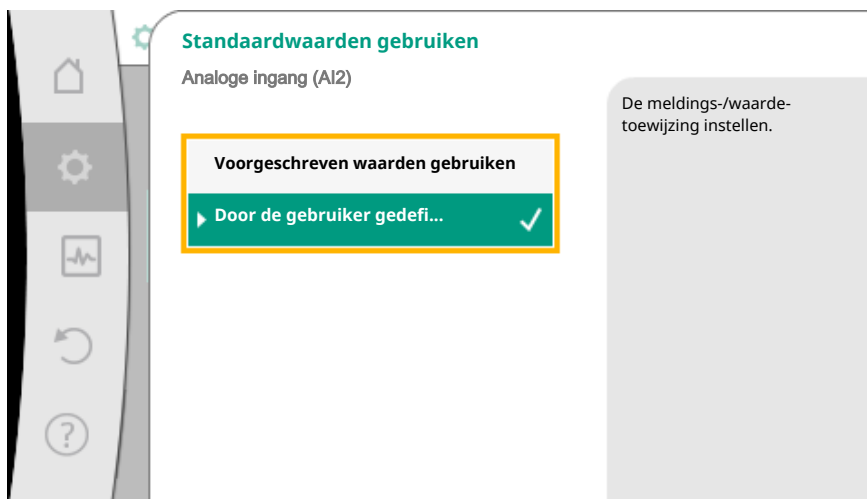 Standaardwaarden gebruiken
Analoge ingang (AI2)
De meldings-/waarde-
toewijzing instellen.
Voorgeschreven waarden gebruiken
Door de gebruiker gedefi...
?